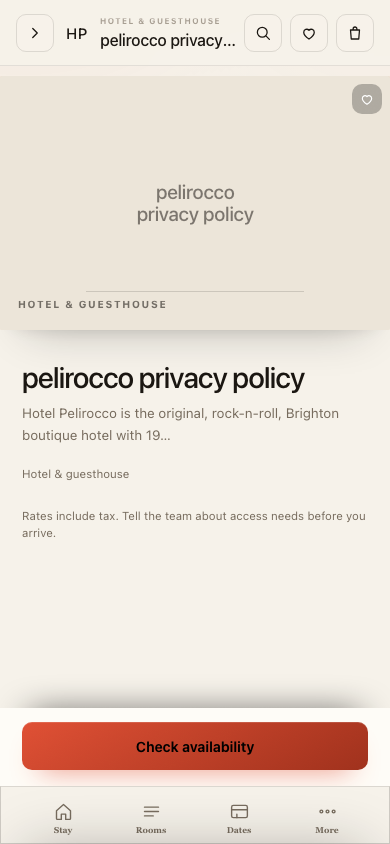 HOTEL & GUESTHOUSE
HP
pelirocco privacy...
pelirocco
privacy policy
HOTEL & GUESTHOUSE
pelirocco privacy policy
Hotel Pelirocco is the original, rock-n-roll, Brighton
boutique hotel with 19...
Hotel & guesthouse
Rates include tax. Tell the team about access needs before you
arrive.
Check availability
Stay
Rooms
Dates
More